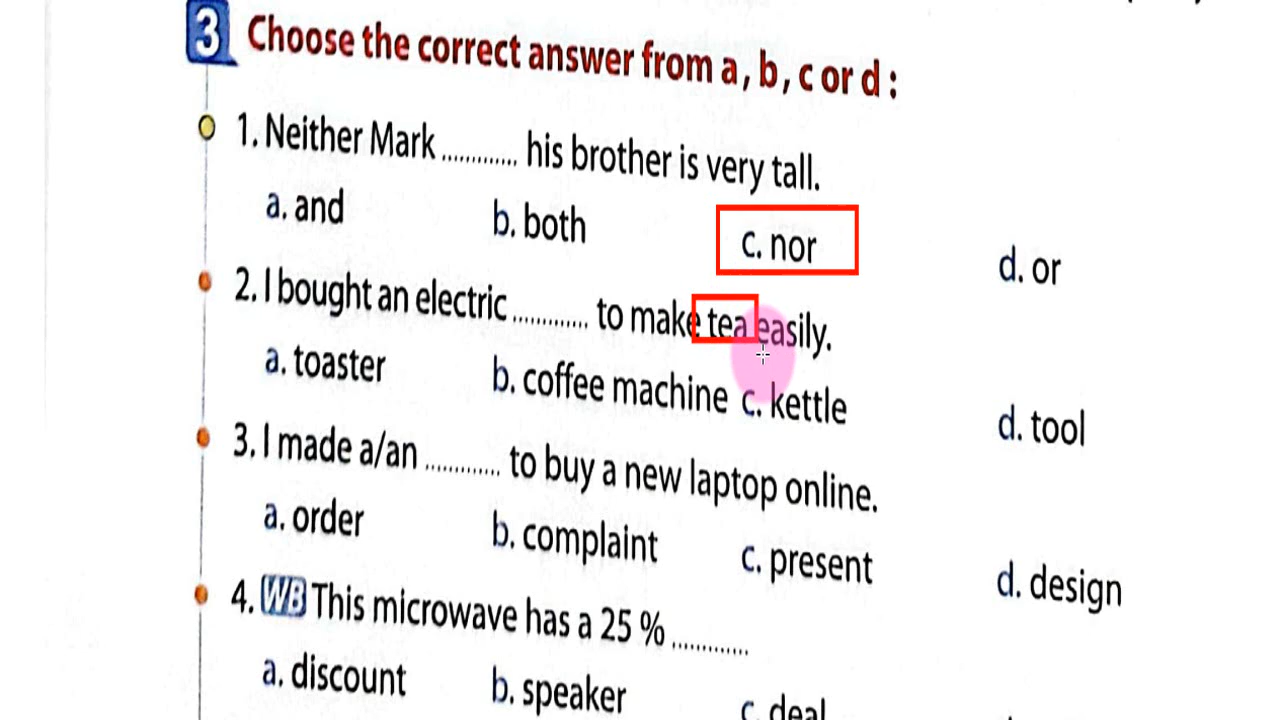 3 Choose the correct answer from a, b, c or d :
1. Neither Mark ............. his brother is very tall.
a. and b. both c. nor d. or
2. I bought an electric ............. to make tea easily.
a. toaster b. coffee machine c. kettle d. tool
3. I made a/an ............. to buy a new laptop online.
a. order b. complaint c. present d. design
4. WB This microwave has a 25 % .............
a. discount b. speaker c. deal